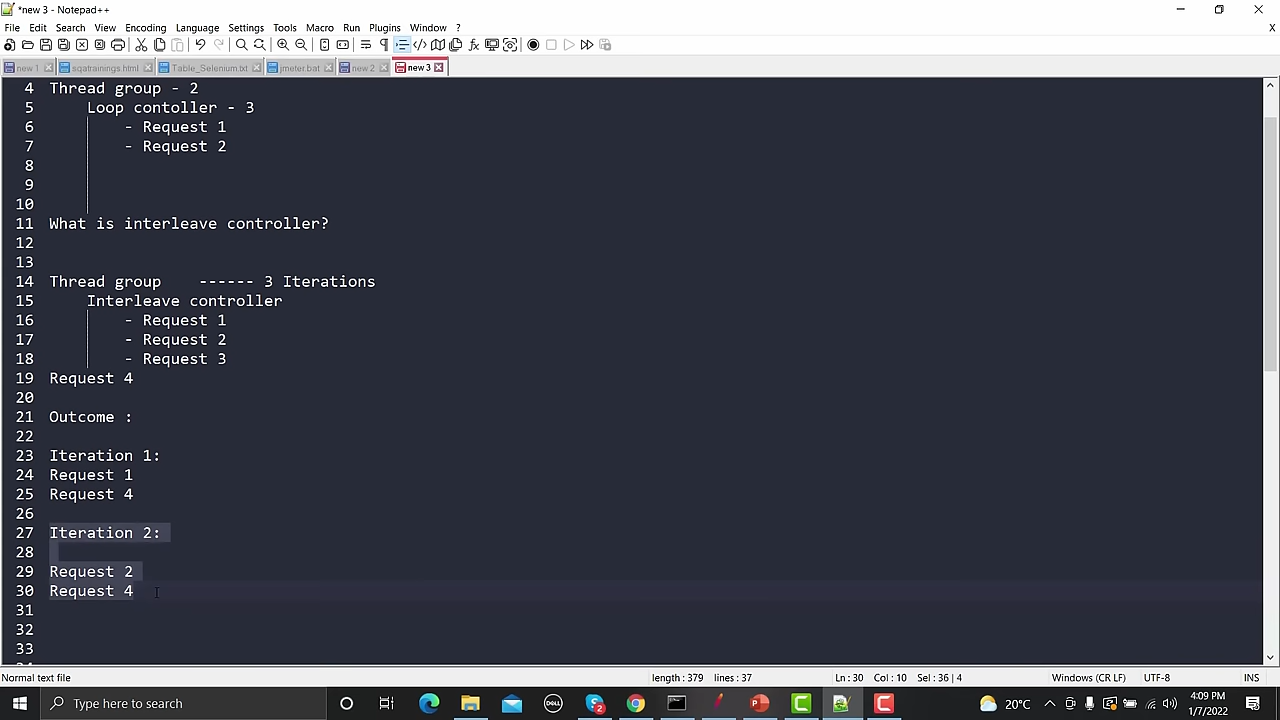 *new 3 - Notepad++
File Edit Search View Encoding Language Settings Tools Macro Run Plugins Window ?
X
new 1 sqatrainings.html Table_Selenium.txt jmeter.bat new 2 new 3
4 Thread group - 2
5 Loop contoller - 3
6 - Request 1
7 - Request 2
8
9
10
11 What is interleave controller?
12
13
14 Thread group ------ 3 Iterations
15 Interleave controller
16 - Request 1
17 - Request 2
18 - Request 3
19 Request 4
20
21 Outcome :
22
23 Iteration 1:
24 Request 1
25 Request 4
26
27 Iteration 2:
28
29 Request 2
30 Request 4
31
32
33
Normal text file length : 379 lines : 37 Ln : 30 Col : 10 Sel : 36 | 4 Windows (CR LF) UTF-8 INS
Type here to search DELL 2 20°C 4:09 PM
1/7/2022